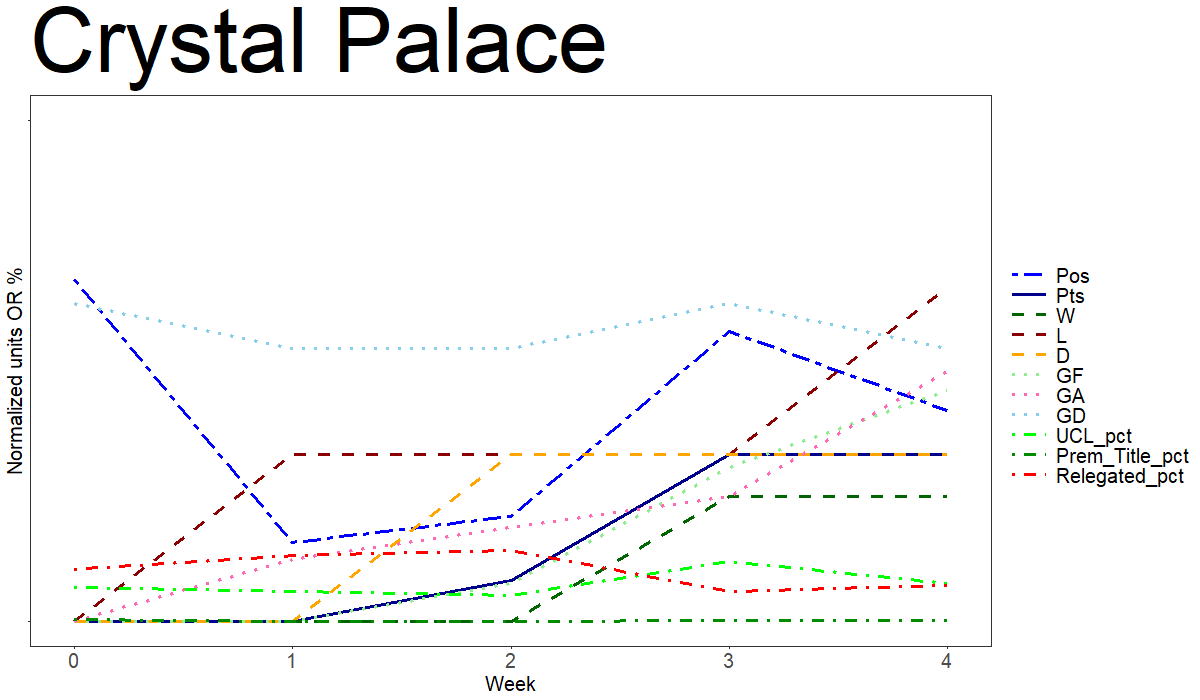 Crystal Palace
Normalized units OR %
0 1 2 3 4
Week
Pos
Pts
W
L
D
GF
GA
GD
UCL_pct
Prem_Title_pct
Relegated_pct